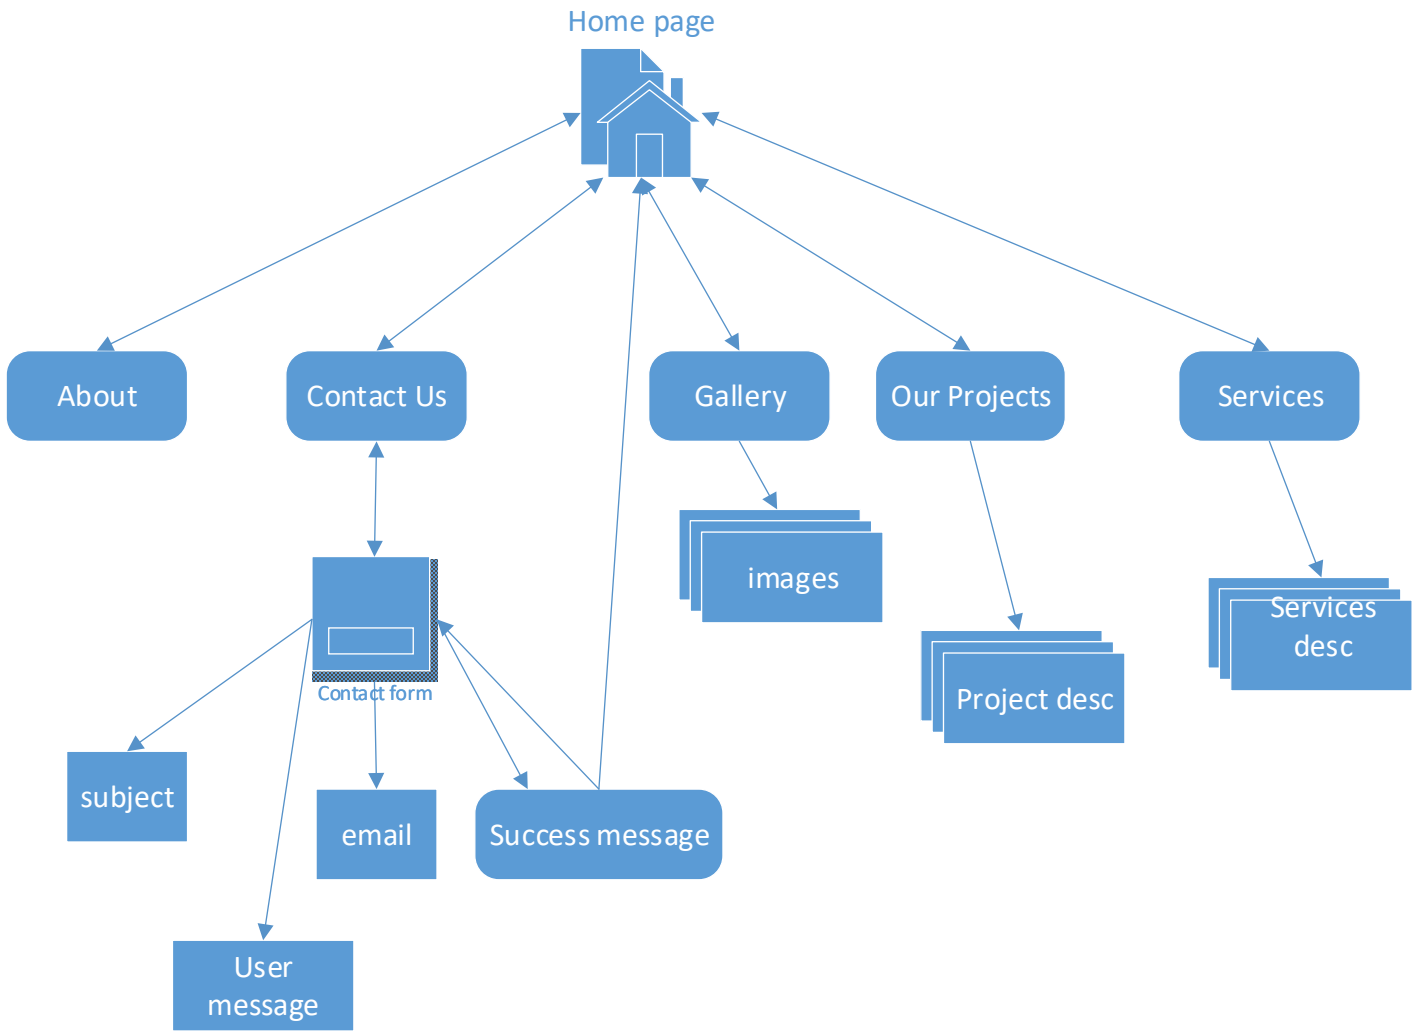 Home page
About
Contact Us
Gallery
Our Projects
Services
images
Services
desc
Contact form
Project desc
subject
email
Success message
User
message